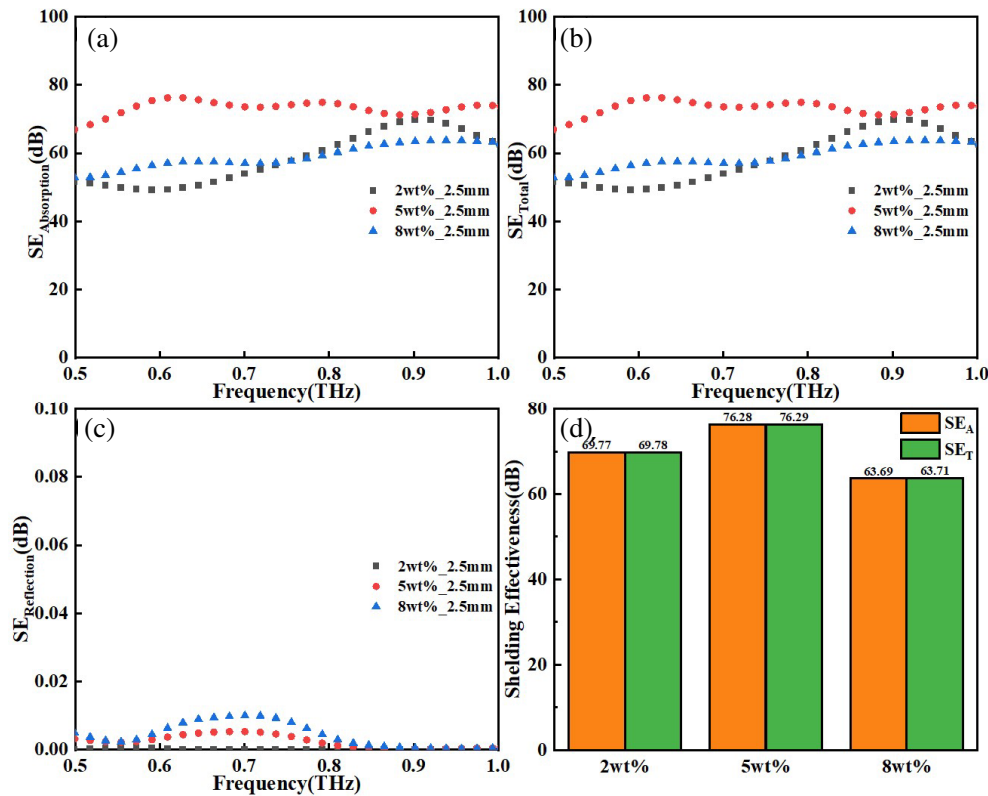 (a)
100
80
60
40
20
0
SE Absorption(dB)
2wt%_2.5mm
5wt%_2.5mm
8wt%_2.5mm
0.5 0.6 0.7 0.8 0.9 1.0
Frequency(THz)
(b)
100
80
60
40
20
0
SE Total(dB)
2wt%_2.5mm
5wt%_2.5mm
8wt%_2.5mm
0.5 0.6 0.7 0.8 0.9 1.0
Frequency(THz)
(c)
0.10
0.08
0.06
0.04
0.02
0.00
SE Reflection(dB)
2wt%_2.5mm
5wt%_2.5mm
8wt%_2.5mm
0.5 0.6 0.7 0.8 0.9 1.0
Frequency(THz)
(d)
80
60
40
20
0
Shelding Effectiveness(dB)
69.77 69.78
76.28 76.29
63.69 63.71
SEA
SET
2wt% 5wt% 8wt%